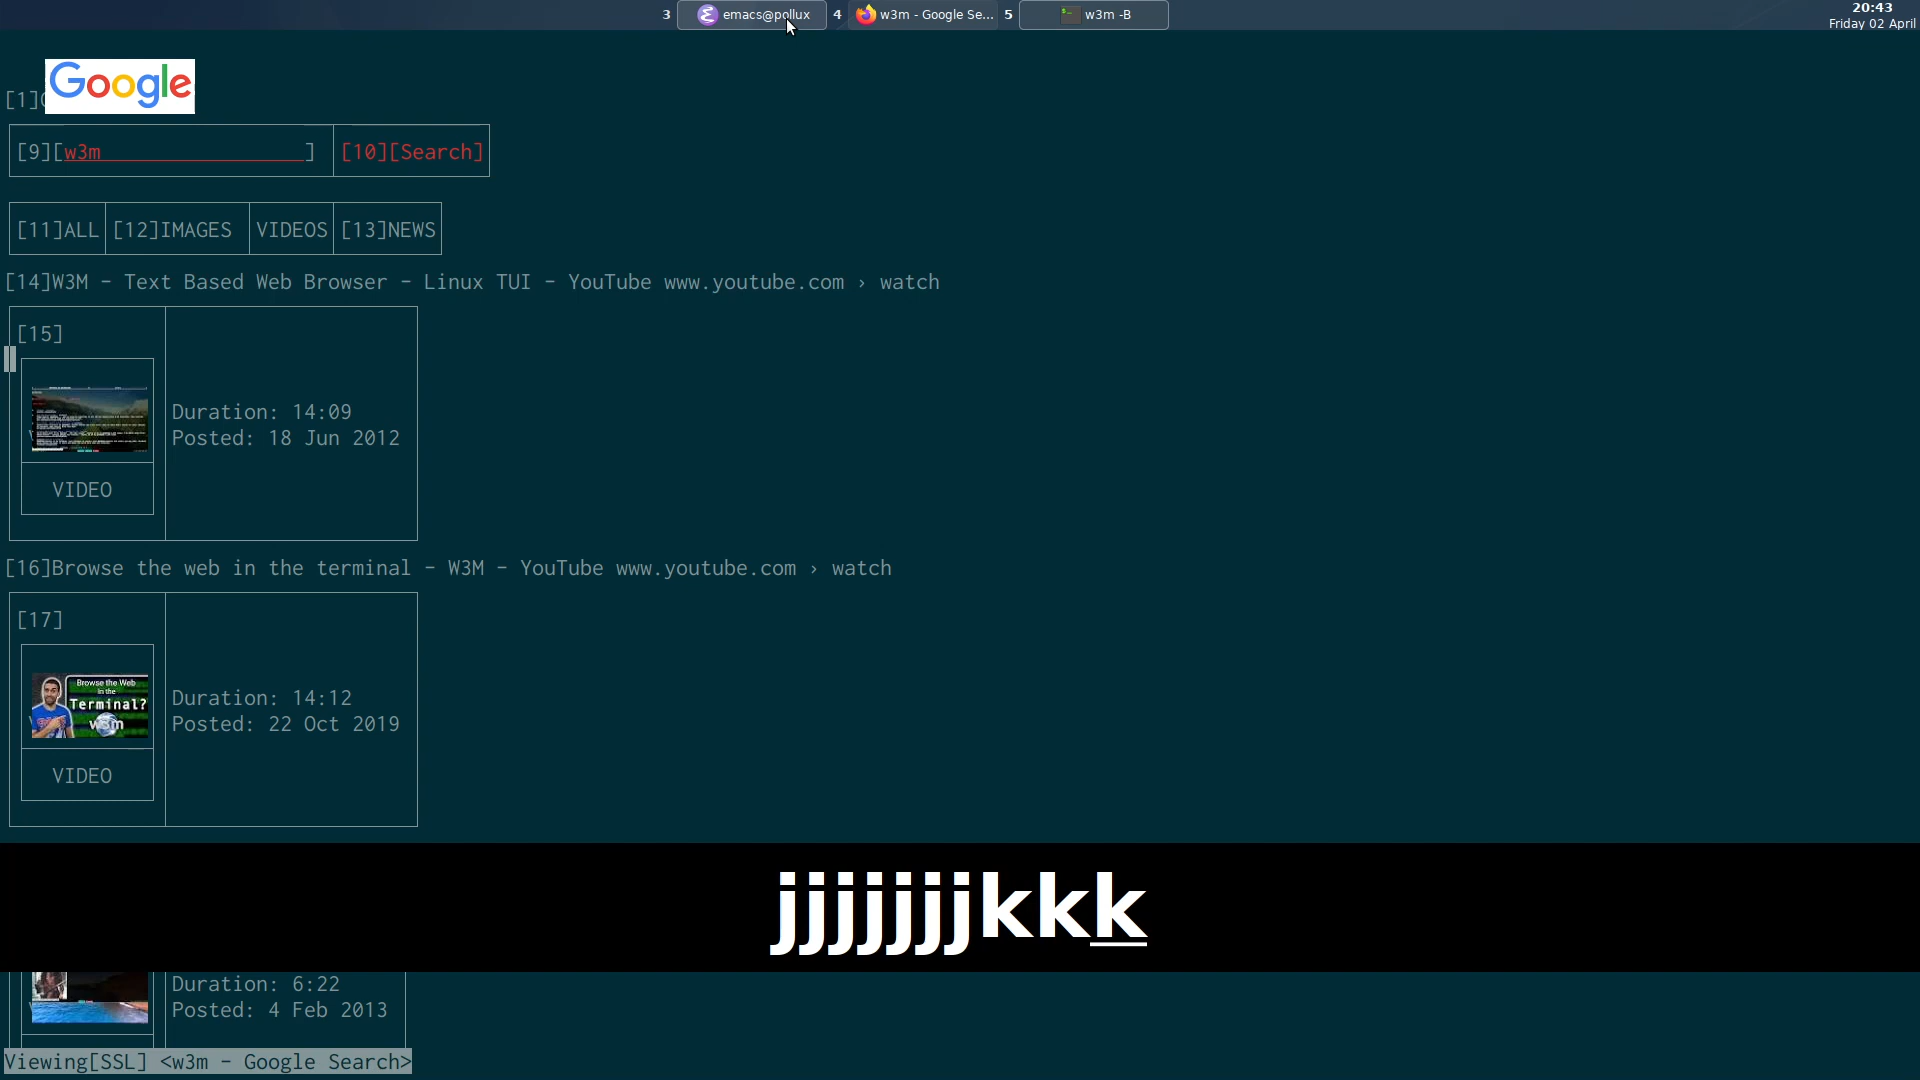 3 emacs@pollux 4 w3m - Google Se... 5 w3m -B 20:43
Friday 02 April
Google
[1]
[9][w3m ] [10][Search]
[11]ALL [12]IMAGES VIDEOS [13]NEWS
[14]W3M - Text Based Web Browser - Linux TUI - YouTube www.youtube.com › watch
[15]
Duration: 14:09
Posted: 18 Jun 2012
VIDEO
[16]Browse the web in the terminal - W3M - YouTube www.youtube.com › watch
[17]
Browse the Web
in the
Terminal?
w3m
Duration: 14:12
Posted: 22 Oct 2019
VIDEO
jjjjjjjkkk
Duration: 6:22
Posted: 4 Feb 2013
Viewing[SSL] <w3m - Google Search>